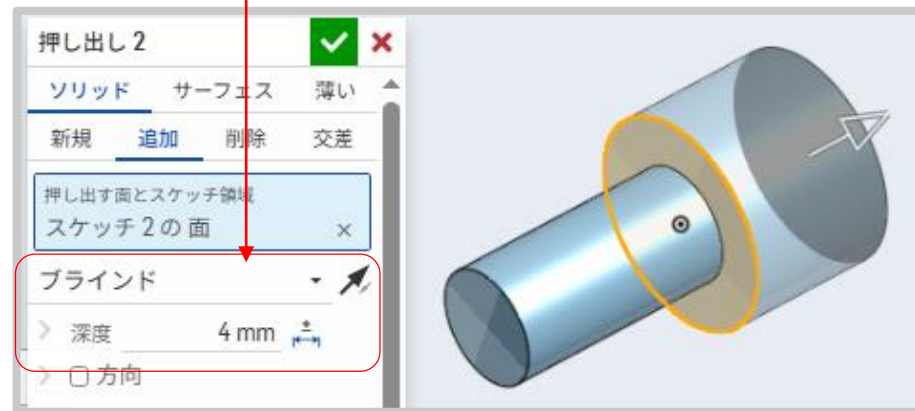 押し出し 2
ソリッド サーフェス 薄い
新規 追加 削除 交差
押し出す面とスケッチ領域
スケッチ 2 の 面
ブラインド
深度 4 mm
方向